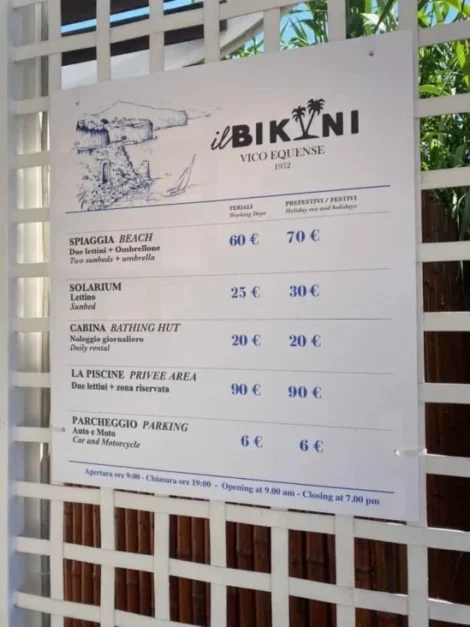 il BIKINI
VICO EQUENSE
1952
FERIALI PREFESTIVI / FESTIVI
Working Days Holiday eve and holidays
SPIAGGIA BEACH 60 € 70 €
Due lettini + Ombrellone
Two sunbeds + umbrella
SOLARIUM 25 € 30 €
Lettino
Sunbed
CABINA BATHING HUT 20 € 20 €
Noleggio giornaliero
Daily rental
LA PISCINE PRIVEE AREA 90 € 90 €
Due lettini + zona riservata
PARCHEGGIO PARKING 6 € 6 €
Auto e Moto
Car and Motorcycle
Apertura ore 9:00 - Chiusura ore 19:00 - Opening at 9.00 am - Closing at 7.00 pm